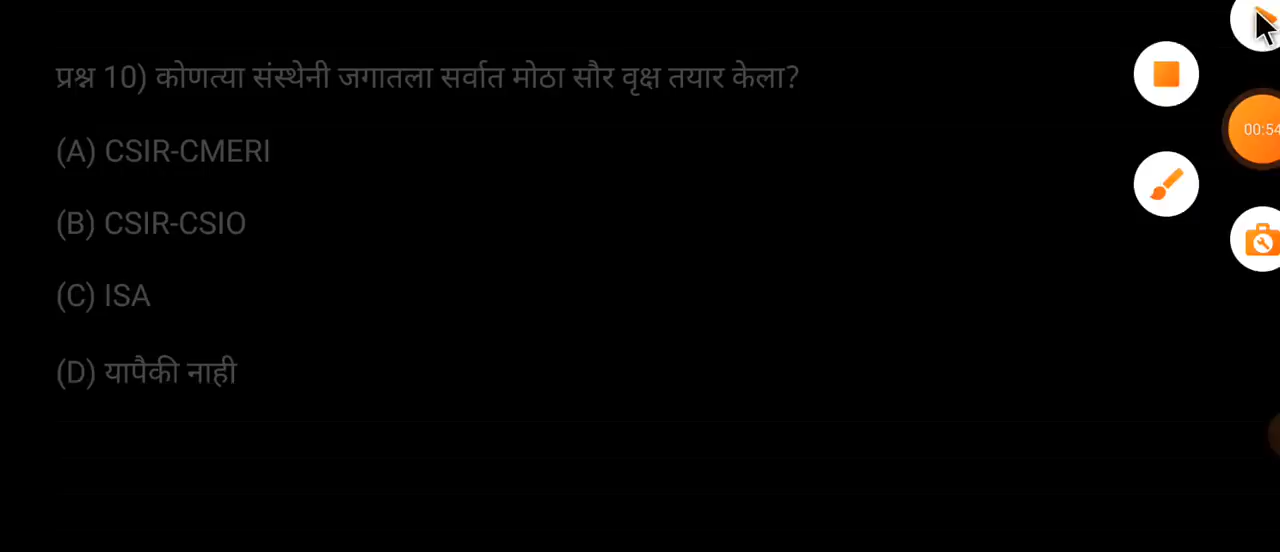 प्रश्न 10) कोणत्या संस्थेनी जगातला सर्वात मोठा सौर वृक्ष तयार केला?
(A) CSIR-CMERI
(B) CSIR-CSIO
(C) ISA
(D) यापैकी नाही
00:54